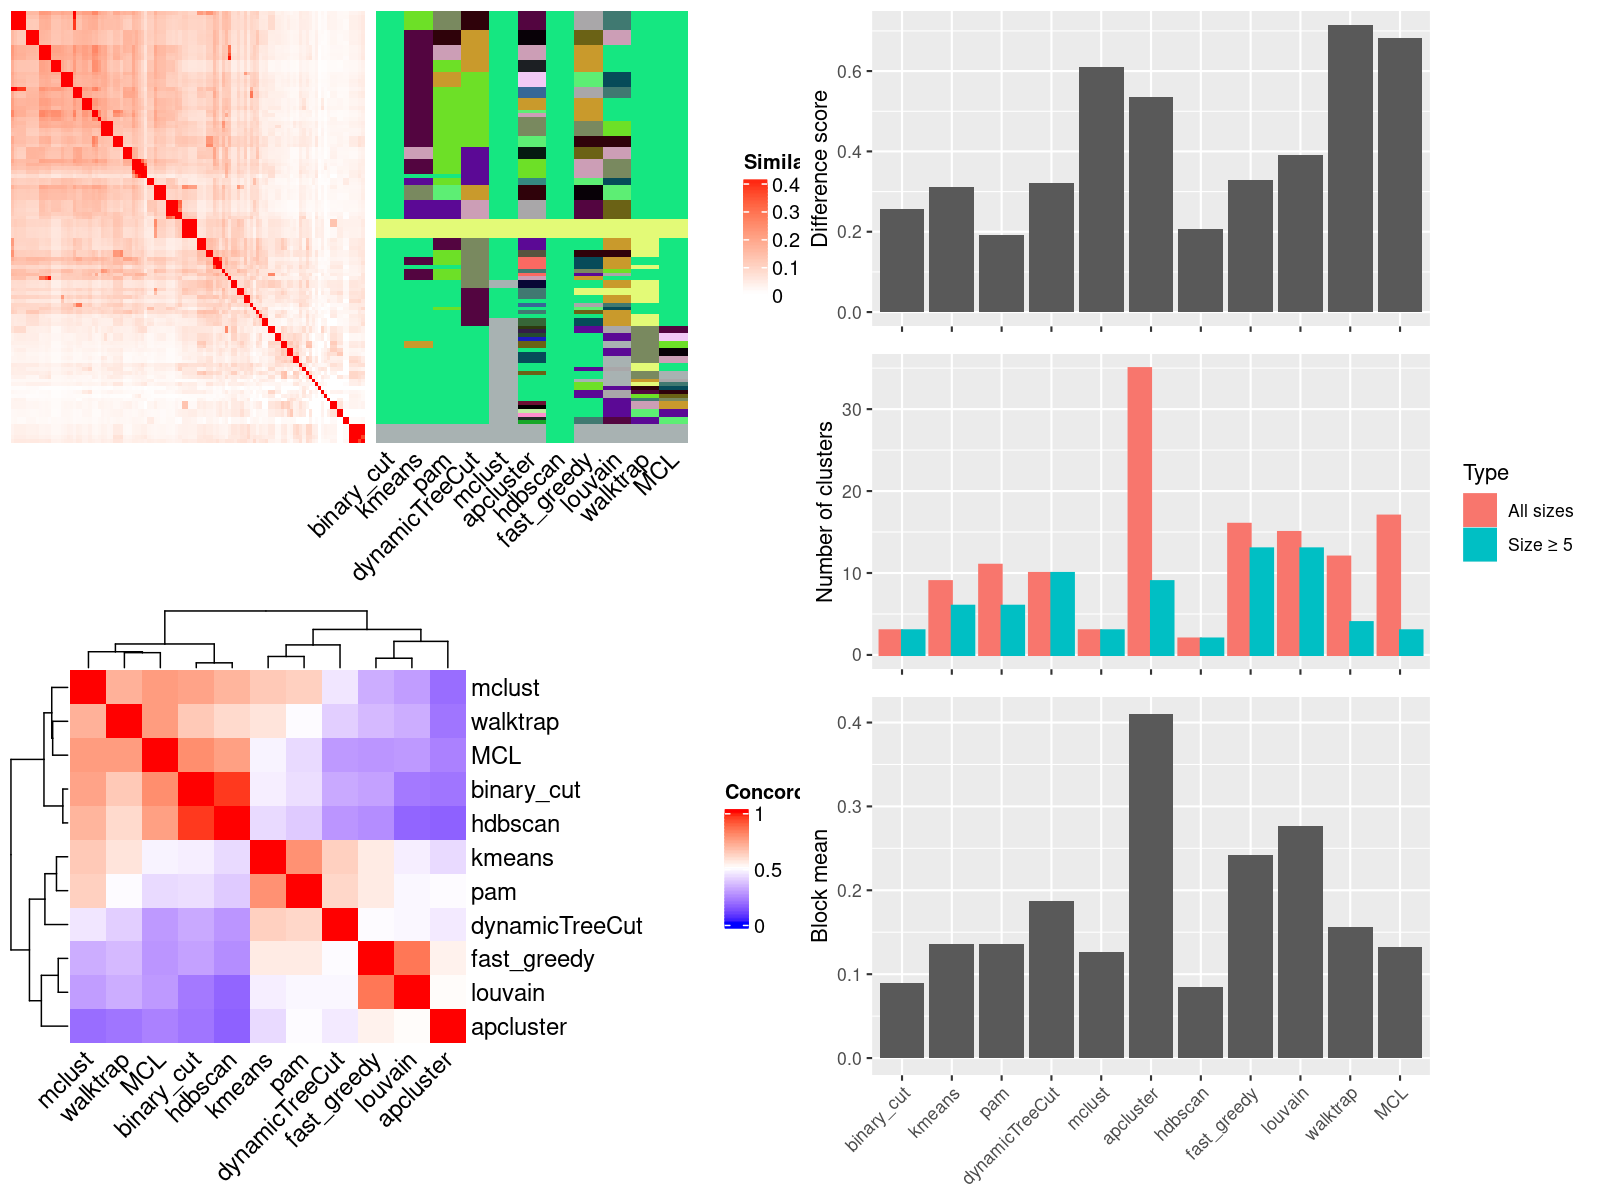 Simila
0.4
0.3
0.2
0.1
0
binary_cut
kmeans
pam
dynamicTreeCut
mclust
apcluster
hdbscan
fast_greedy
louvain
walktrap
MCL
mclust
walktrap
MCL
binary_cut
hdbscan
kmeans
pam
dynamicTreeCut
fast_greedy
louvain
apcluster
mclust
walktrap
MCL
binary_cut
hdbscan
kmeans
pam
dynamicTreeCut
fast_greedy
louvain
apcluster
Concord
1
0.5
0
Difference score
0.6
0.4
0.2
0.0
Number of clusters
30
20
10
0
Type
All sizes
Size ≥ 5
Block mean
0.4
0.3
0.2
0.1
0.0
binary_cut
kmeans
pam
dynamicTreeCut
mclust
apcluster
hdbscan
fast_greedy
louvain
walktrap
MCL